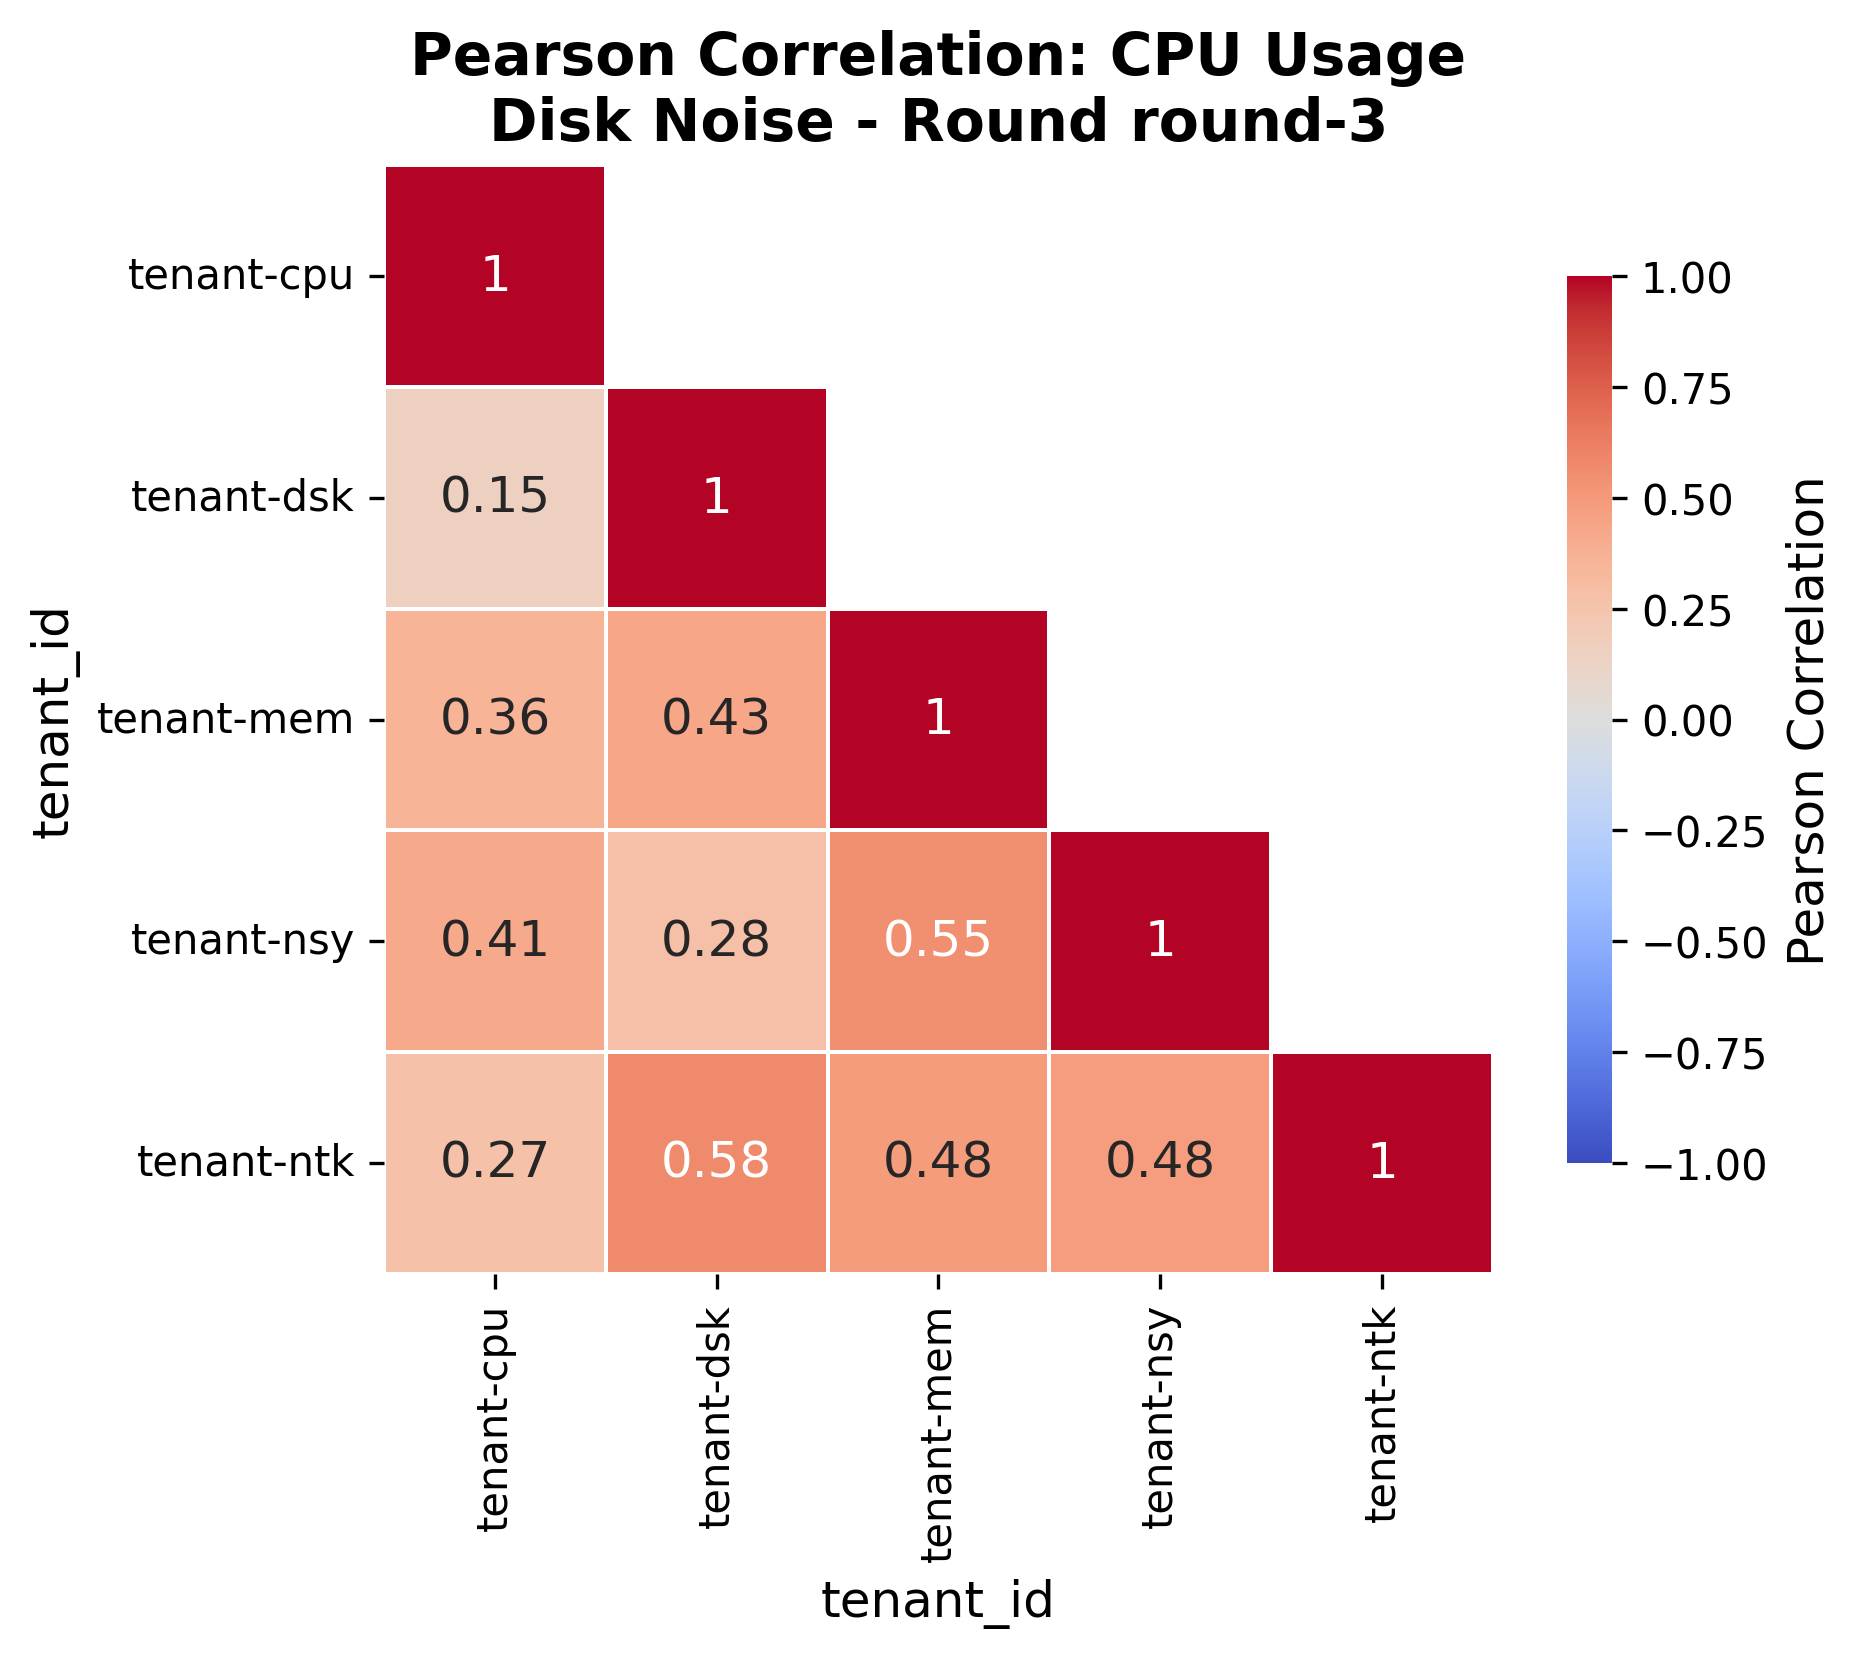 Pearson Correlation: CPU Usage
Disk Noise - Round round-3
tenant_id
tenant-cpu
1
tenant-dsk
0.15 1
tenant-mem
0.36 0.43 1
tenant-nsy
0.41 0.28 0.55 1
tenant-ntk
0.27 0.58 0.48 0.48 1
tenant-cpu
tenant-dsk
tenant-mem
tenant-nsy
tenant-ntk
tenant_id
1.00
0.75
0.50
0.25
0.00
−0.25
−0.50
−0.75
−1.00
Pearson Correlation